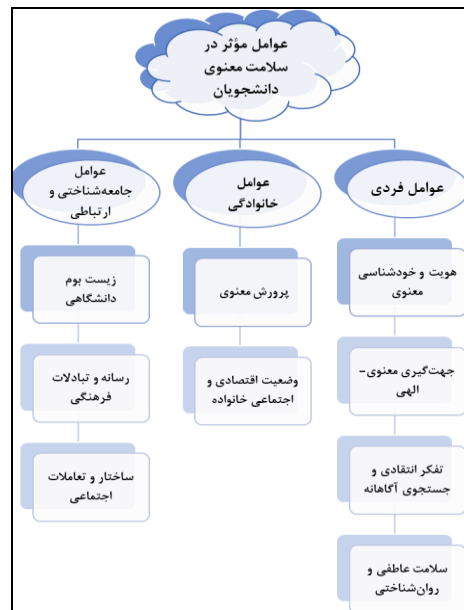 عوامل مؤثر در
سلامت معنوی
دانشجویان
عوامل فردی
هویت و خودشناسی
معنوی
جهت‌گیری معنوی-
الهی
تفکر انتقادی و
جستجوی آگاهانه
سلامت عاطفی و
روان‌شناختی
عوامل
خانوادگی
پرورش معنوی
وضعیت اقتصادی و
اجتماعی خانواده
عوامل
جامعه‌شناختی و
ارتباطی
زیست بوم
دانشگاهی
رسانه و تبادلات
فرهنگی
ساختار و تعاملات
اجتماعی